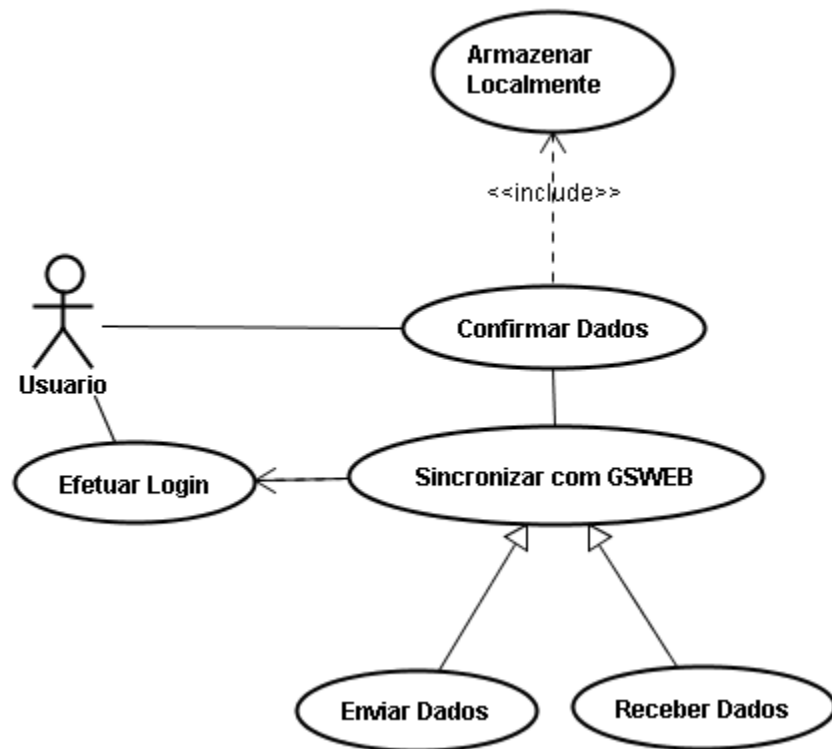 Armazenar
Localmente
<<include>>
Confirmar Dados
Usuario
Efetuar Login
Sincronizar com GSWEB
Enviar Dados
Receber Dados